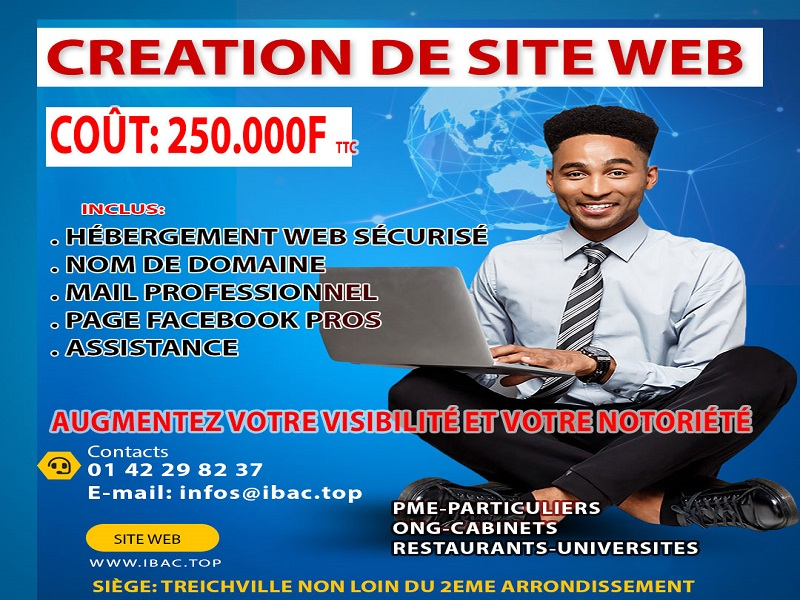 CREATION DE SITE WEB
COÛT: 250.000F TTC
INCLUS:
. HÉBERGEMENT WEB SÉCURISÉ
. NOM DE DOMAINE
. MAIL PROFESSIONNEL
. PAGE FACEBOOK PROS
. ASSISTANCE
AUGMENTEZ VOTRE VISIBILITÉ ET VOTRE NOTORIÉTÉ
Contacts
01 42 29 82 37
E-mail: infos@ibac.top
PME-PARTICULIERS
ONG-CABINETS
RESTAURANTS-UNIVERSITES
SITE WEB
WWW.IBAC.TOP
SIÈGE: TREICHVILLE NON LOIN DU 2EME ARRONDISSEMENT